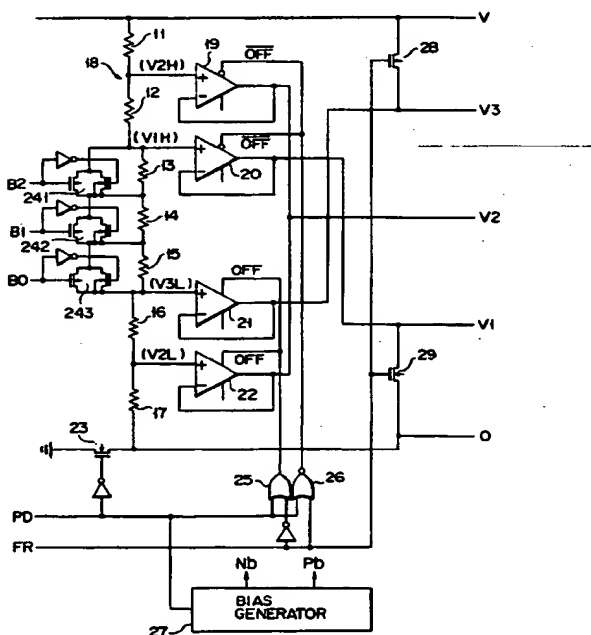 V
11
19
OFF
28
18
(V2H)
12
V3
(V1H)
OFF
13
20
B2
241
14
V2
B1
242
15
B0
243
(V3L)
OFF
21
16
V1
(V2L)
OFF
22
29
17
23
O
25
26
PD
FR
Nb
Pb
BIAS
GENERATOR
27